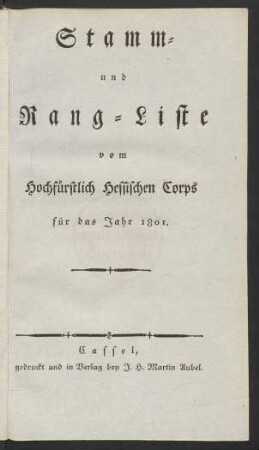 Stamm-
und
Rang-Liste
vom
Hochfürstlich Hessischen Corps
für das Jahr 1801.
Cassel,
gedruckt und in Verlag bey J. H. Martin Aubel.